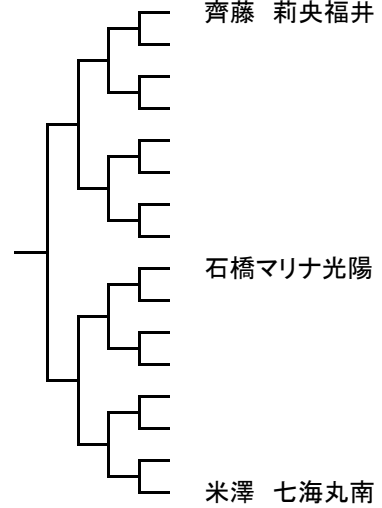 齊藤　莉央福井
石橋マリナ光陽
米澤　七海丸南